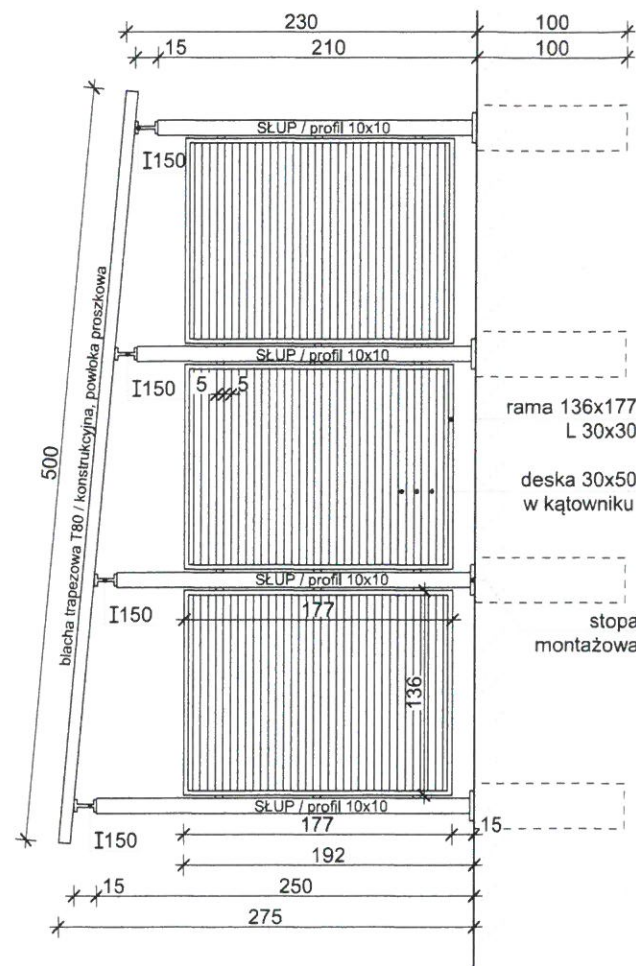 230
100
15
210
100
SŁUP / profil 10x10
I150
500
blacha trapezowa T80 / konstrukcyjna, powłoka proszkowa
SŁUP / profil 10x10
I150
5
5
rama 136x177
L 30x30
deska 30x50
w kątowniku
SŁUP / profil 10x10
I150
177
stopa
montażowa
136
SŁUP / profil 10x10
I150
177
15
192
15
250
275